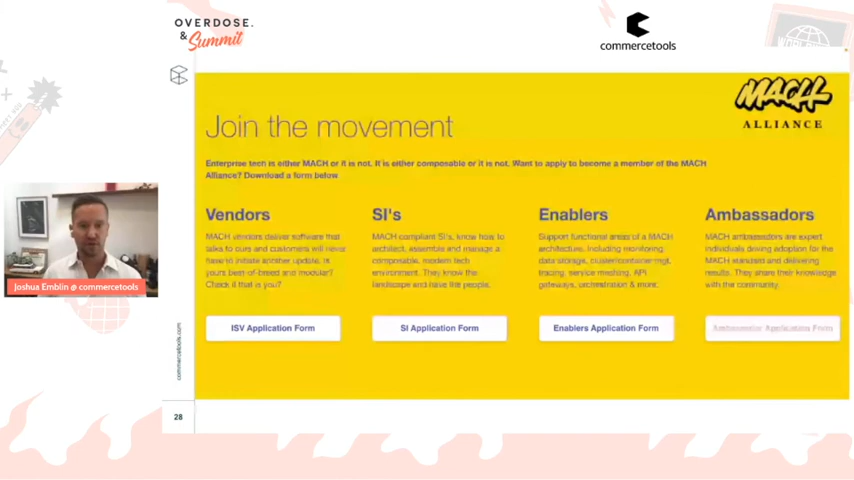 OVERDOSE.
& Summit
commercetools
MACH
ALLIANCE
Join the movement
Enterprise tech is either MACH or it is not. It is either composable or it is not. Want to apply to become a member of the MACH
Alliance? Download a form below
Vendors
MACH vendors deliver software that
talks to ours and customers will never
have to initiate another update. Is
yours best-of-breed and modular?
Check it that is you?
ISV Application Form
SI's
MACH compliant SI's, know how to
architect, assemble and manage a
composable, modern tech
environment. They know the
landscape and have the people.
SI Application Form
Enablers
Support functional areas of a MACH
architecture. Including monitoring
data storage, cluster/container mgt,
tracing, service meshing, API
gateways, orchestration & more.
Enablers Application Form
Ambassadors
MACH ambassadors are expert
individuals driving adoption for the
MACH standard and delivering
results. They share their knowledge
with the community.
Ambassador Application Form
Joshua Emblin @ commercetools
commercetools.com
28